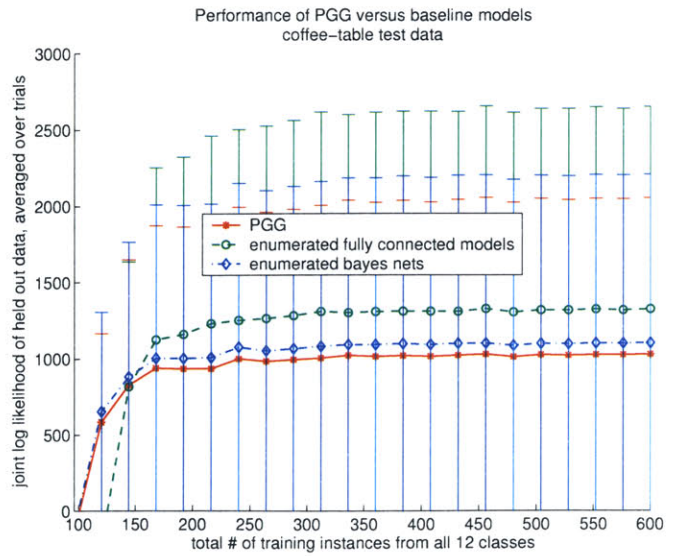 Performance of PGG versus baseline models
coffee−table test data
joint log likelihood of held out data, averaged over trials
3000
2500
2000
1500
1000
500
0
PGG
enumerated fully connected models
enumerated bayes nets
100 150 200 250 300 350 400 450 500 550 600
total # of training instances from all 12 classes